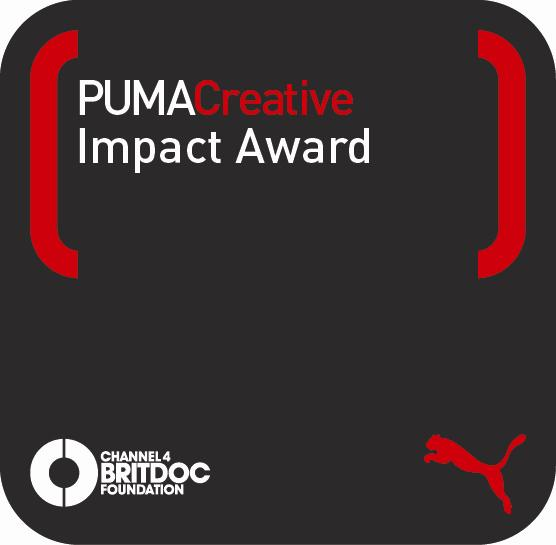 PUMACreative
Impact Award
CHANNEL 4
BRITDOC
FOUNDATION